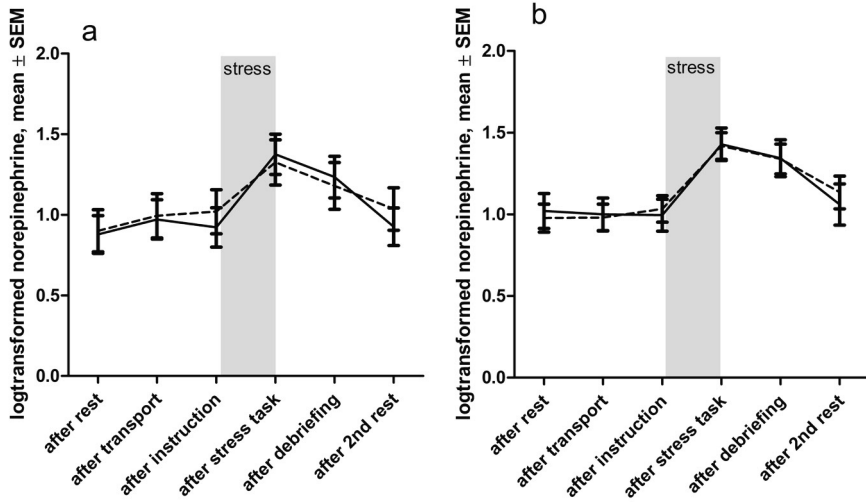 a
logtransformed norepinephrine, mean ± SEM
2.0
1.5
1.0
0.5
0.0
stress
after rest
after transport
after instruction
after stress task
after debriefing
after 2nd rest
b
logtransformed norepinephrine, mean ± SEM
2.0
1.5
1.0
0.5
0.0
stress
after rest
after transport
after instruction
after stress task
after debriefing
after 2nd rest